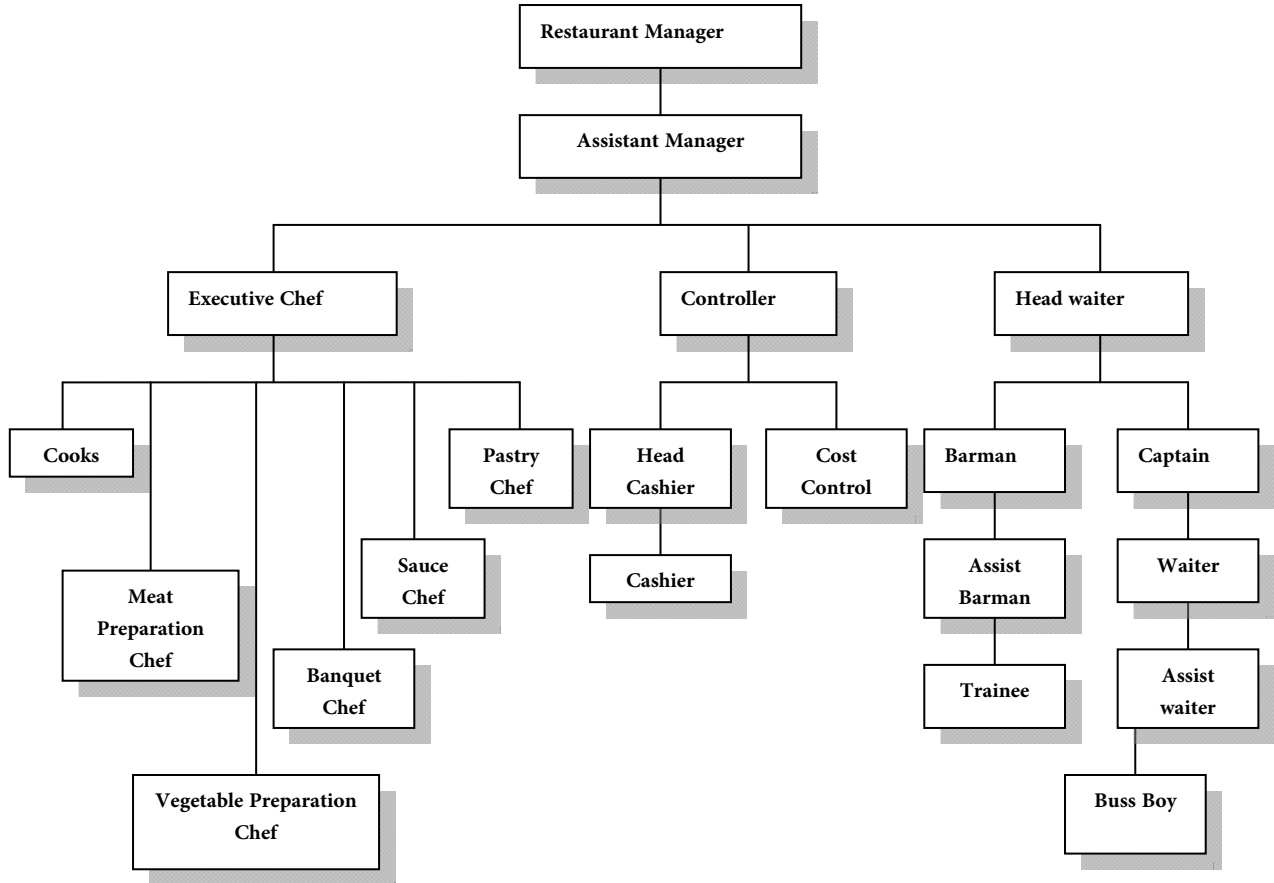 Restaurant Manager
Assistant Manager
Executive Chef
Controller
Head waiter
Cooks
Pastry
Chef
Head
Cashier
Cost
Control
Barman
Captain
Sauce
Chef
Cashier
Assist
Barman
Waiter
Meat
Preparation
Chef
Banquet
Chef
Trainee
Assist
waiter
Vegetable Preparation
Chef
Buss Boy